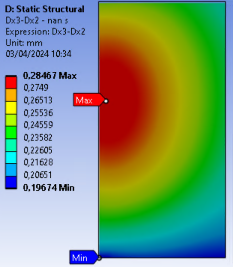 D: Static Structural
Dx3-Dx2 - nan s
Expression: Dx3-Dx2
Unit: mm
03/04/2024 10:34
0,28467 Max
0,2749
0,26513
0,25536
0,24559
0,23582
0,22605
0,21628
0,20651
0,19674 Min
Max
Min